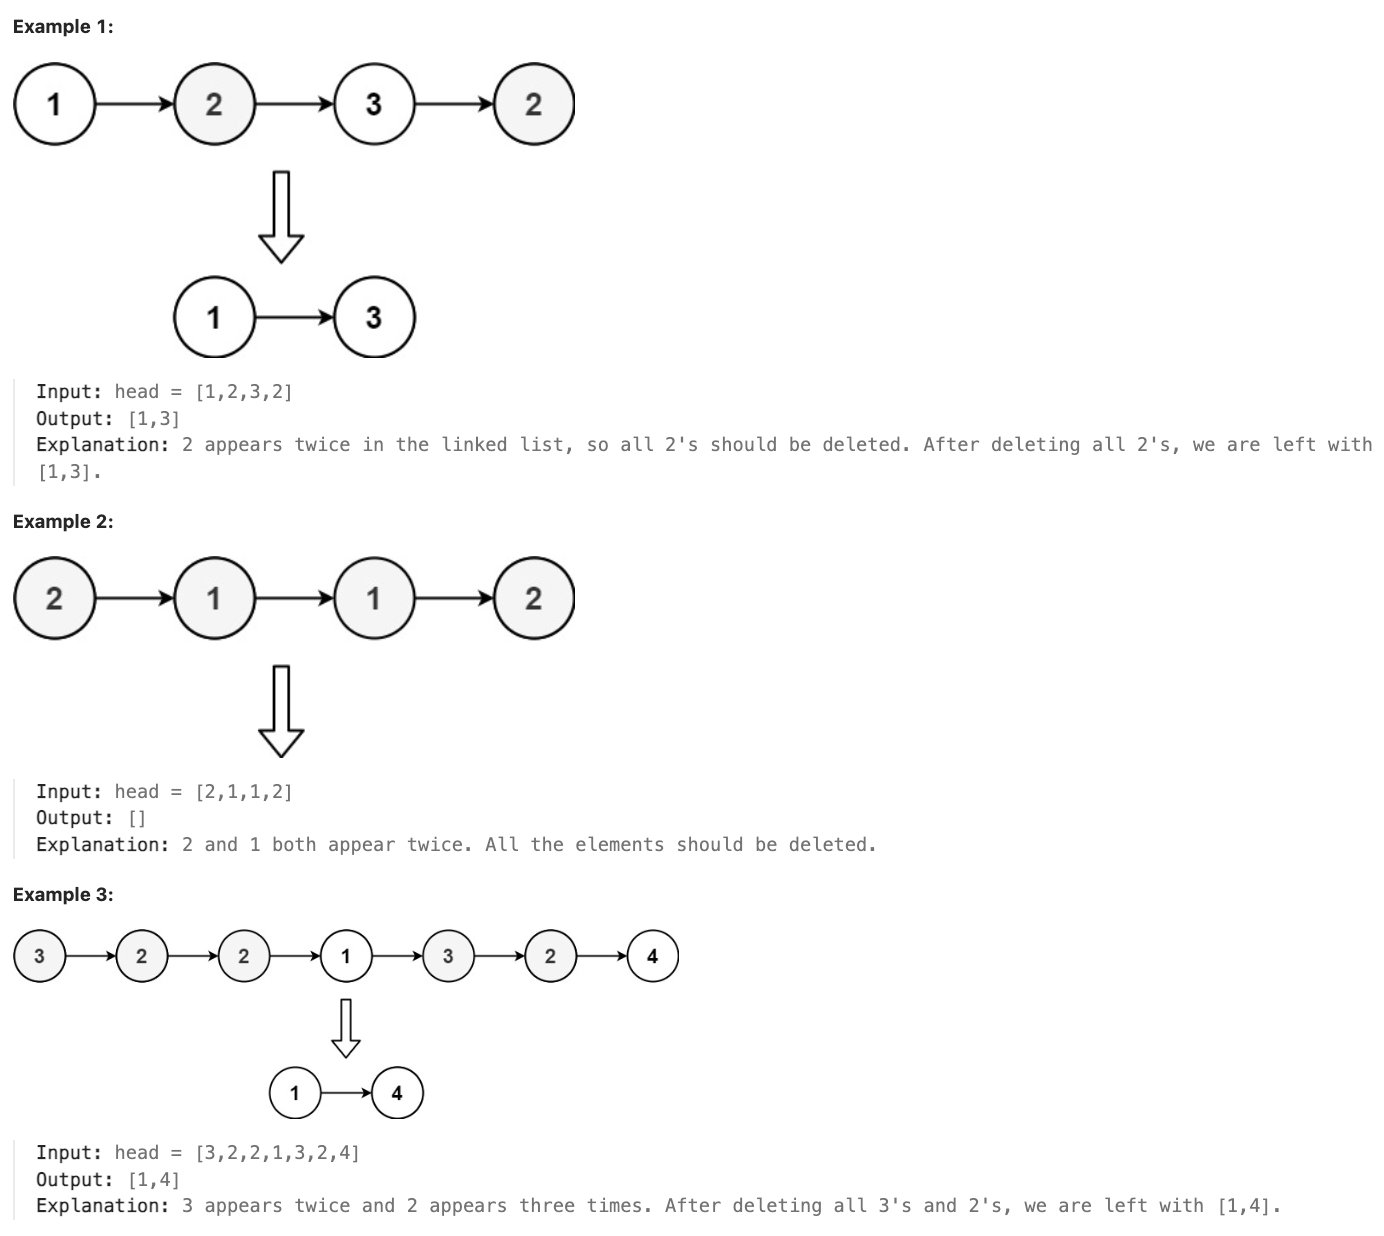 Example 1:
1 2 3 2
1 3
Input: head = [1,2,3,2]
Output: [1,3]
Explanation: 2 appears twice in the linked list, so all 2's should be deleted. After deleting all 2's, we are left with
[1,3].
Example 2:
2 1 1 2
Input: head = [2,1,1,2]
Output: []
Explanation: 2 and 1 both appear twice. All the elements should be deleted.
Example 3:
3 2 2 1 3 2 4
1 4
Input: head = [3,2,2,1,3,2,4]
Output: [1,4]
Explanation: 3 appears twice and 2 appears three times. After deleting all 3's and 2's, we are left with [1,4].